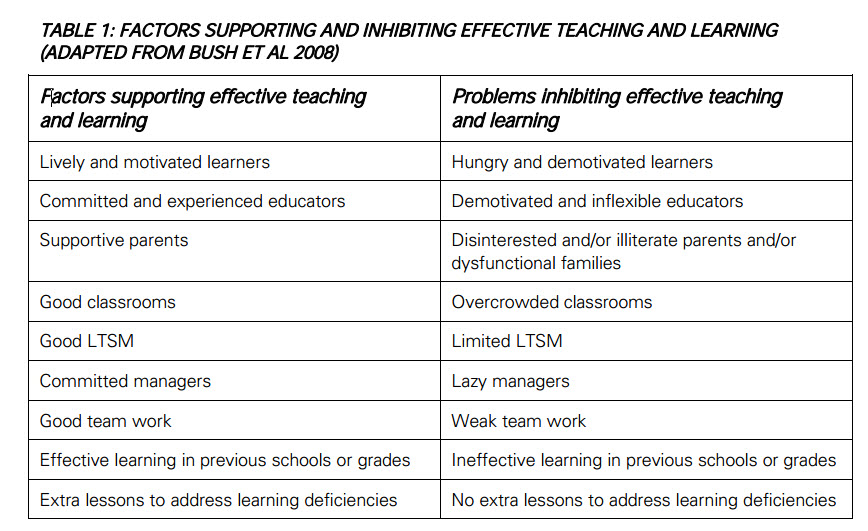 TABLE 1: FACTORS SUPPORTING AND INHIBITING EFFECTIVE TEACHING AND LEARNING
(ADAPTED FROM BUSH ET AL 2008)
Factors supporting effective teaching
and learning
Problems inhibiting effective teaching
and learning
Lively and motivated learners
Hungry and demotivated learners
Committed and experienced educators
Demotivated and inflexible educators
Supportive parents
Disinterested and/or illiterate parents and/or
dysfunctional families
Good classrooms
Overcrowded classrooms
Good LTSM
Limited LTSM
Committed managers
Lazy managers
Good team work
Weak team work
Effective learning in previous schools or grades
Ineffective learning in previous schools or grades
Extra lessons to address learning deficiencies
No extra lessons to address learning deficiencies